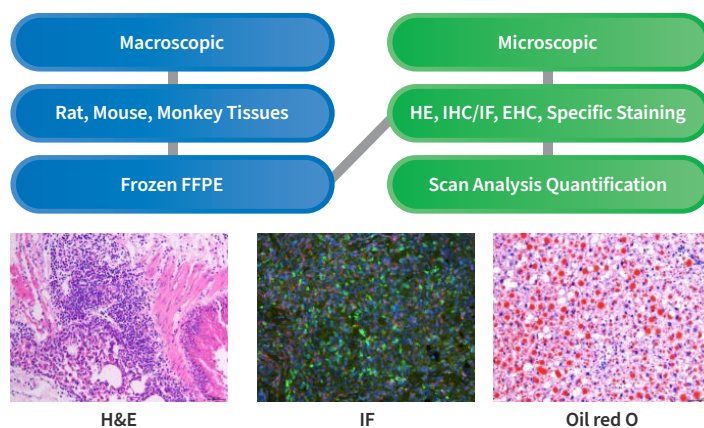 Macroscopic
Rat, Mouse, Monkey Tissues
Frozen FFPE
Microscopic
HE, IHC/IF, EHC, Specific Staining
Scan Analysis Quantification
H&E
IF
Oil red O